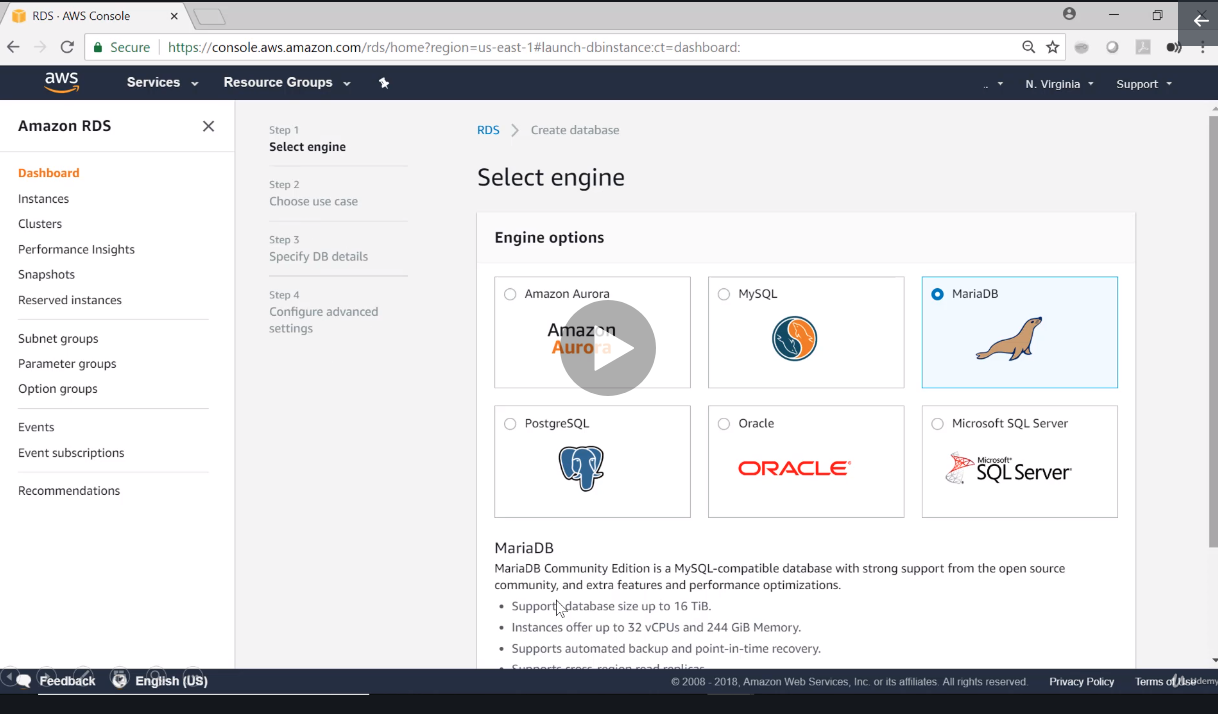 RDS · AWS Console
Secure
https://console.aws.amazon.com/rds/home?region=us-east-1#launch-dbinstance:ct=dashboard:
aws
Services
Resource Groups
..
N. Virginia
Support
Amazon RDS
Dashboard
Instances
Clusters
Performance Insights
Snapshots
Reserved instances
Subnet groups
Parameter groups
Option groups
Events
Event subscriptions
Recommendations
Step 1
Select engine
Step 2
Choose use case
Step 3
Specify DB details
Step 4
Configure advanced
settings
RDS
Create database
Select engine
Engine options
Amazon Aurora
Amazon
Aurora
MySQL
MariaDB
PostgreSQL
Oracle
ORACLE
Microsoft SQL Server
Microsoft
SQL Server
MariaDB
MariaDB Community Edition is a MySQL-compatible database with strong support from the open source
community, and extra features and performance optimizations.
• Supports database size up to 16 TiB.
• Instances offer up to 32 vCPUs and 244 GiB Memory.
• Supports automated backup and point-in-time recovery.
• Supports cross-region read replicas.
Feedback
English (US)
© 2008 - 2018, Amazon Web Services, Inc. or its affiliates. All rights reserved.
Privacy Policy
Terms of Use
Udemy